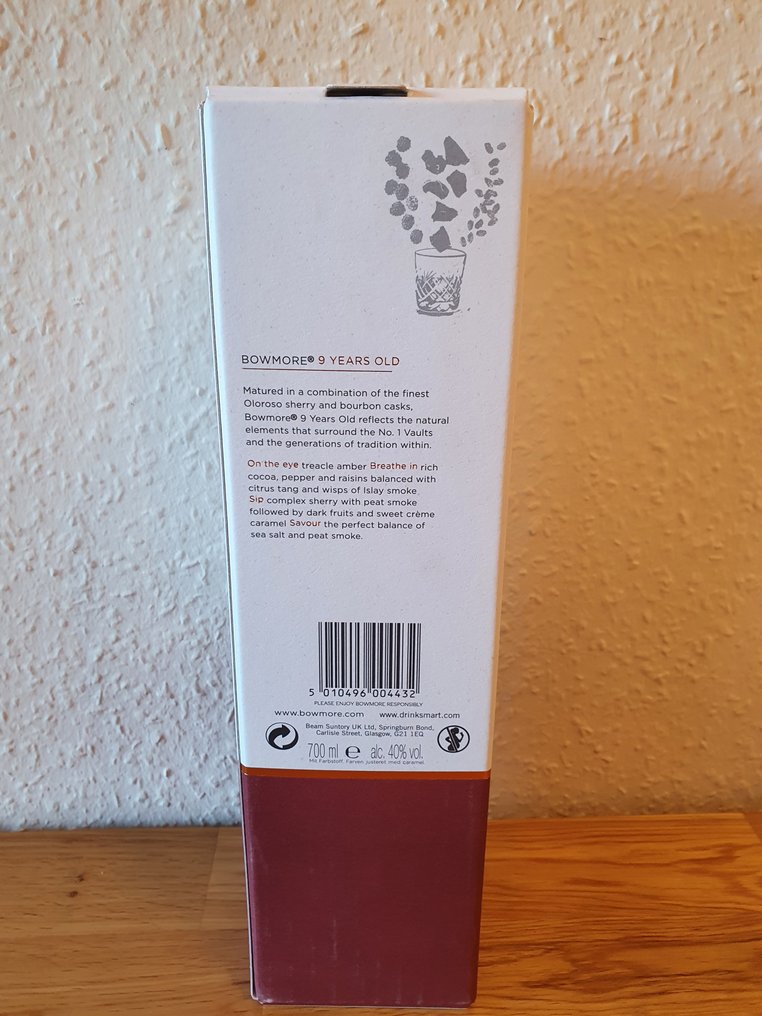 BOWMORE® 9 YEARS OLD
Matured in a combination of the finest
Oloroso sherry and bourbon casks,
Bowmore® 9 Years Old reflects the natural
elements that surround the No. 1 Vaults
and the generations of tradition within.
On the eye treacle amber Breathe in rich
cocoa, pepper and raisins balanced with
citrus tang and wisps of Islay smoke
Sip complex sherry with peat smoke
followed by dark fruits and sweet crème
caramel Savour the perfect balance of
sea salt and peat smoke.
5 010496 004432
PLEASE ENJOY BOWMORE RESPONSIBLY
www.bowmore.com www.drinksmart.com
Beam Suntory UK Ltd, Springburn Bond,
Carlisle Street, Glasgow, G21 1EQ
700 ml e alc. 40% vol.
Mit Farbstoff. Farven justeret med caramel.